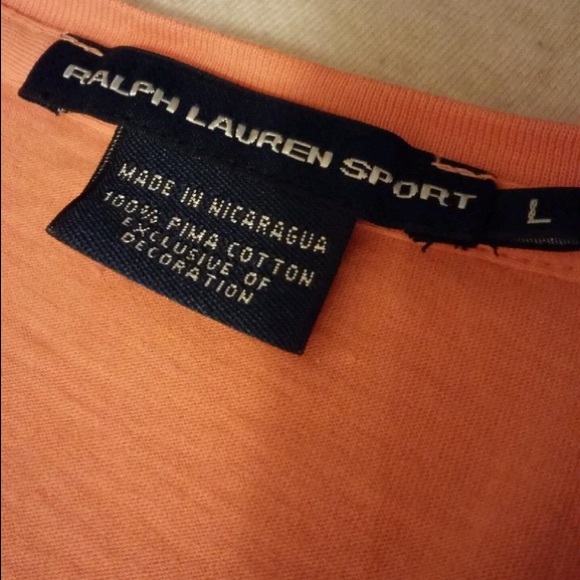 RALPH LAUREN SPORT
L
MADE IN NICARAGUA
100% PIMA COTTON
EXCLUSIVE OF
DECORATION